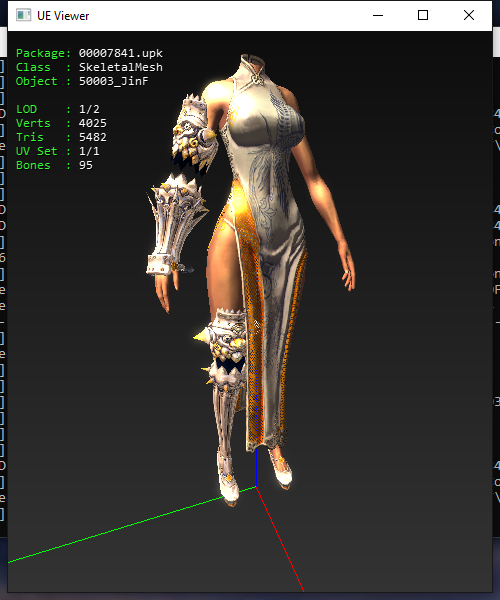 UE Viewer
Package: 00007841.upk
Class : SkeletalMesh
Object : 50003_JinF
LOD : 1/2
Verts : 4025
Tris : 5482
UV Set : 1/1
Bones : 95